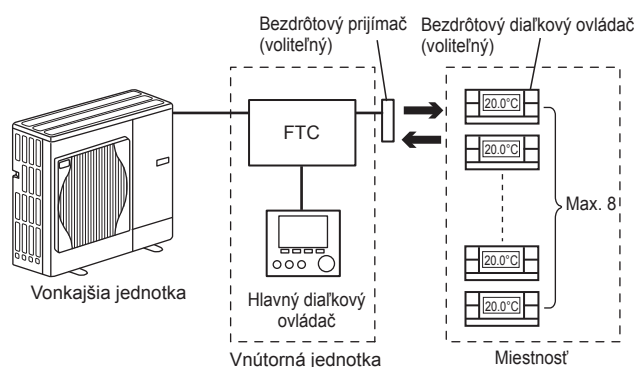 Bezdrôtový prijímač
(voliteľný)
Bezdrôtový diaľkový ovládač
(voliteľný)
FTC
20.0°C
20.0°C
Max. 8
20.0°C
20.0°C
Vonkajšia jednotka
Hlavný diaľkový
ovládač
Vnútorná jednotka
Miestnosť